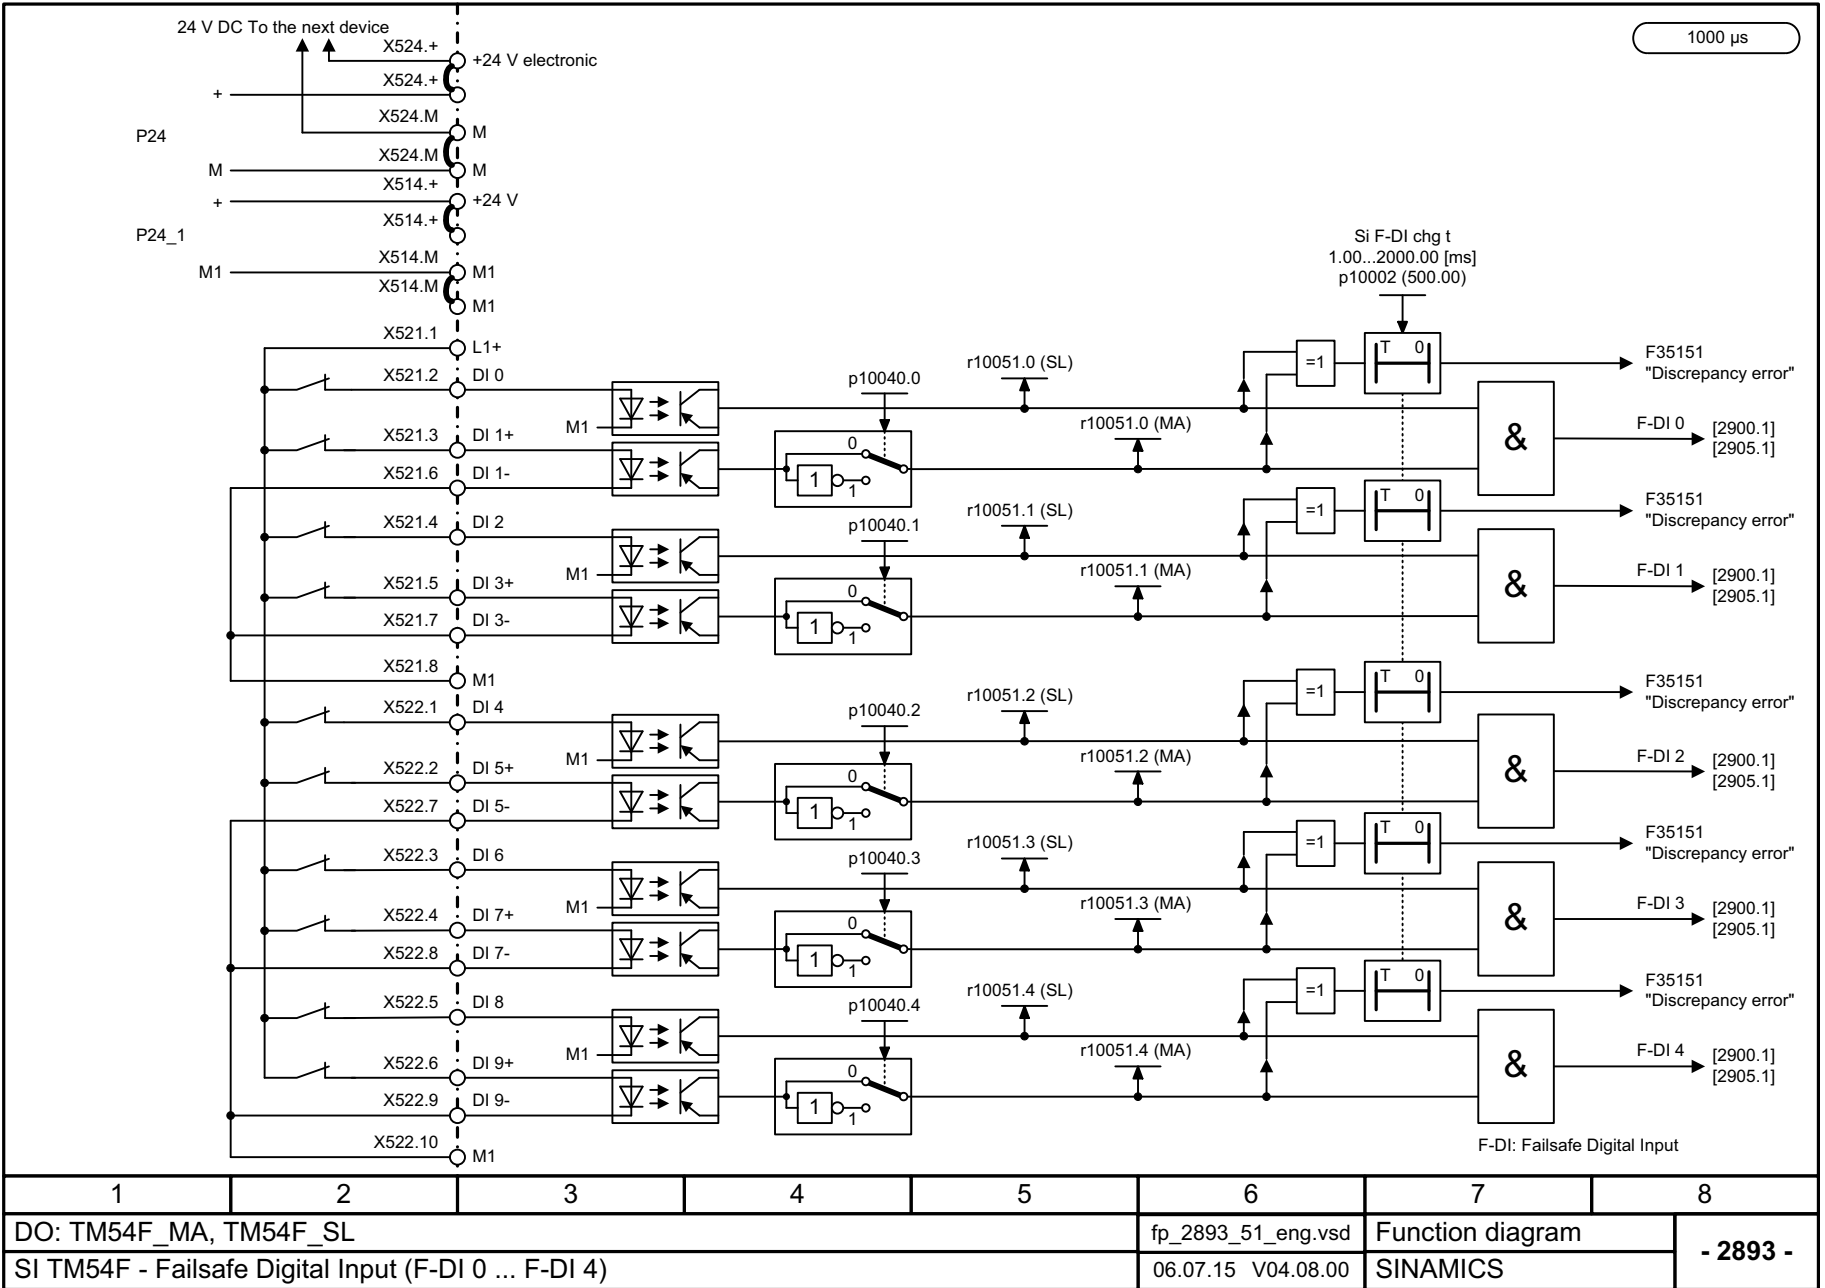 24 V DC To the next device
1000 µs
X524.+
+24 V electronic
X524.+
+
X524.M
M
P24
X524.M
M
M
X514.+
+
+24 V
X514.+
P24_1
Si F-DI chg t
1.00...2000.00 [ms]
p10002 (500.00)
X514.M
M1
M1
X514.M
M1
X521.1
L1+
X521.2
DI 0
M1
p10040.0
r10051.0 (SL)
=1
T 0
F35151
"Discrepancy error"
X521.3
DI 1+
0
1
1
r10051.0 (MA)
&
F-DI 0
[2900.1]
[2905.1]
X521.6
DI 1-
X521.4
DI 2
M1
p10040.1
r10051.1 (SL)
=1
T 0
F35151
"Discrepancy error"
X521.5
DI 3+
0
1
1
r10051.1 (MA)
&
F-DI 1
[2900.1]
[2905.1]
X521.7
DI 3-
X521.8
M1
X522.1
DI 4
M1
p10040.2
r10051.2 (SL)
=1
T 0
F35151
"Discrepancy error"
X522.2
DI 5+
0
1
1
r10051.2 (MA)
&
F-DI 2
[2900.1]
[2905.1]
X522.7
DI 5-
X522.3
DI 6
M1
p10040.3
r10051.3 (SL)
=1
T 0
F35151
"Discrepancy error"
X522.4
DI 7+
0
1
1
r10051.3 (MA)
&
F-DI 3
[2900.1]
[2905.1]
X522.8
DI 7-
X522.5
DI 8
M1
p10040.4
r10051.4 (SL)
=1
T 0
F35151
"Discrepancy error"
X522.6
DI 9+
0
1
1
r10051.4 (MA)
&
F-DI 4
[2900.1]
[2905.1]
X522.9
DI 9-
X522.10
M1
F-DI: Failsafe Digital Input
1 2 3 4 5 6 7 8
DO: TM54F_MA, TM54F_SL
fp_2893_51_eng.vsd
Function diagram
- 2893 -
SI TM54F - Failsafe Digital Input (F-DI 0 ... F-DI 4)
06.07.15 V04.08.00
SINAMICS